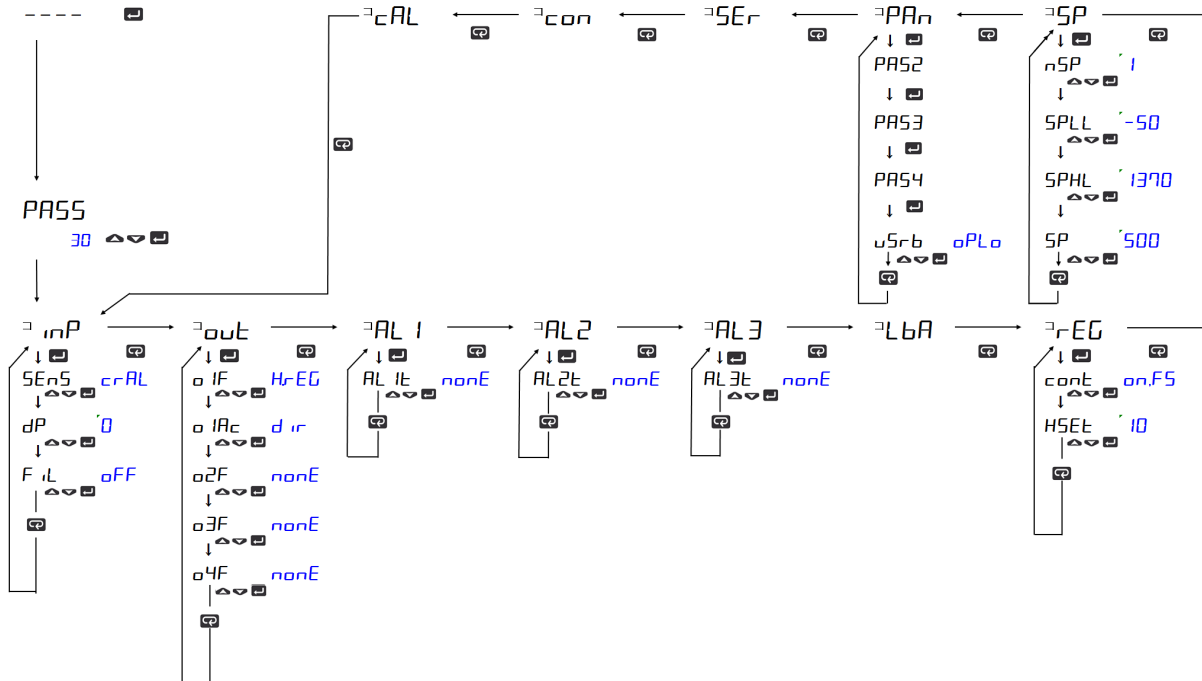 ----
cAL
con
SEr
PAn
SP
PAS2
PAS3
PAS4
uSrb oPLo
nSP 1
SPLL -50
SPHL 1370
SP 500
PASS
30
inP
out
AL1
AL2
AL3
LbA
rEG
SEnS crAL
dP 0
FiL oFF
o1F HrEG
o1Ac dir
o2F nonE
o3F nonE
o4F nonE
AL1t nonE
AL2t nonE
AL3t nonE
cont on.FS
HSEt 10